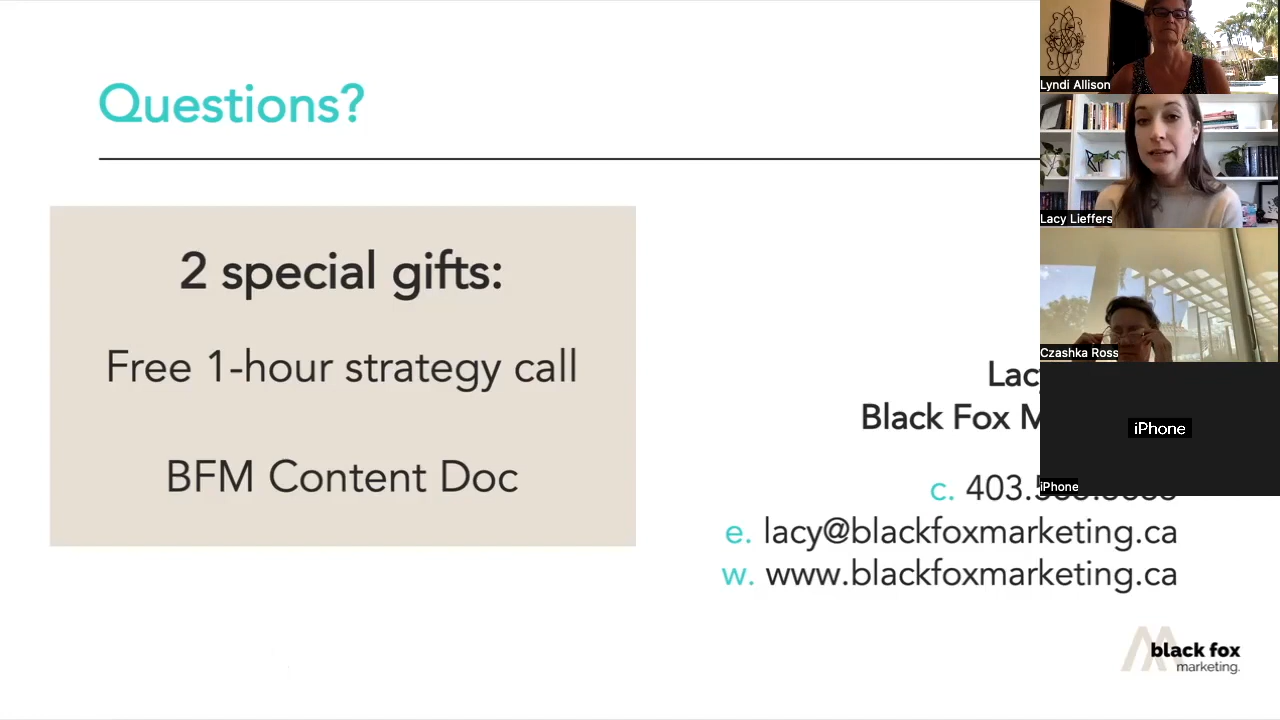 Questions?
2 special gifts:
Free 1-hour strategy call
BFM Content Doc
Black Fox
c. 403.
e. lacy@blackfoxmarketing.ca
w. www.blackfoxmarketing.ca
black fox
marketing.
Lyndi Allison
Lacy Lieffers
Czashka Ross
iPhone
iPhone